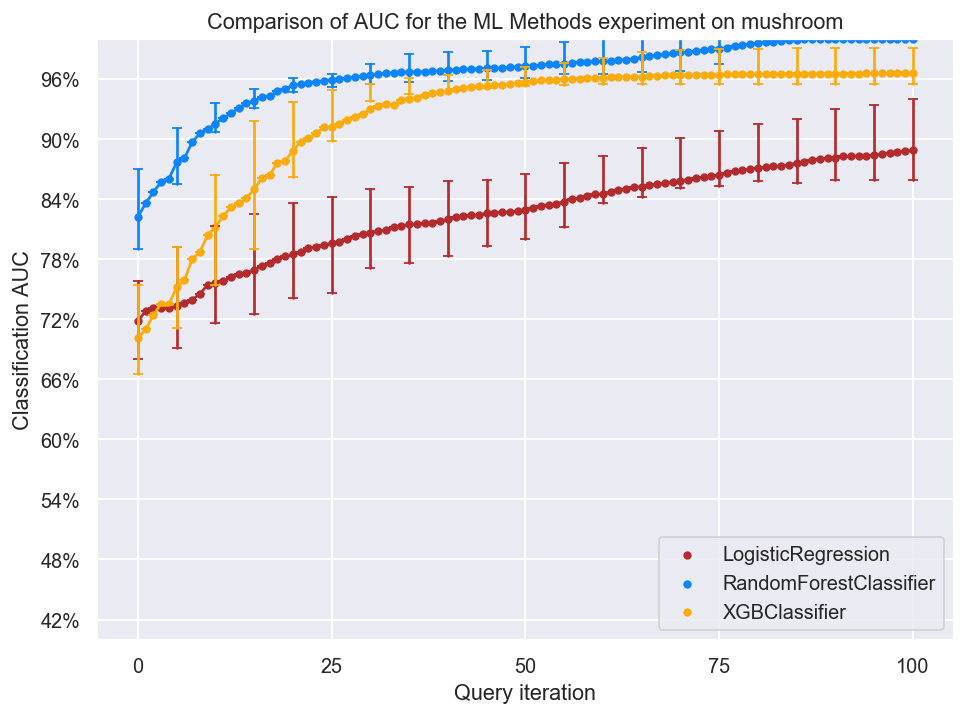 Comparison of AUC for the ML Methods experiment on mushroom
96%
90%
84%
78%
72%
66%
60%
54%
48%
42%
Classification AUC
LogisticRegression
RandomForestClassifier
XGBClassifier
0
25
50
75
100
Query iteration